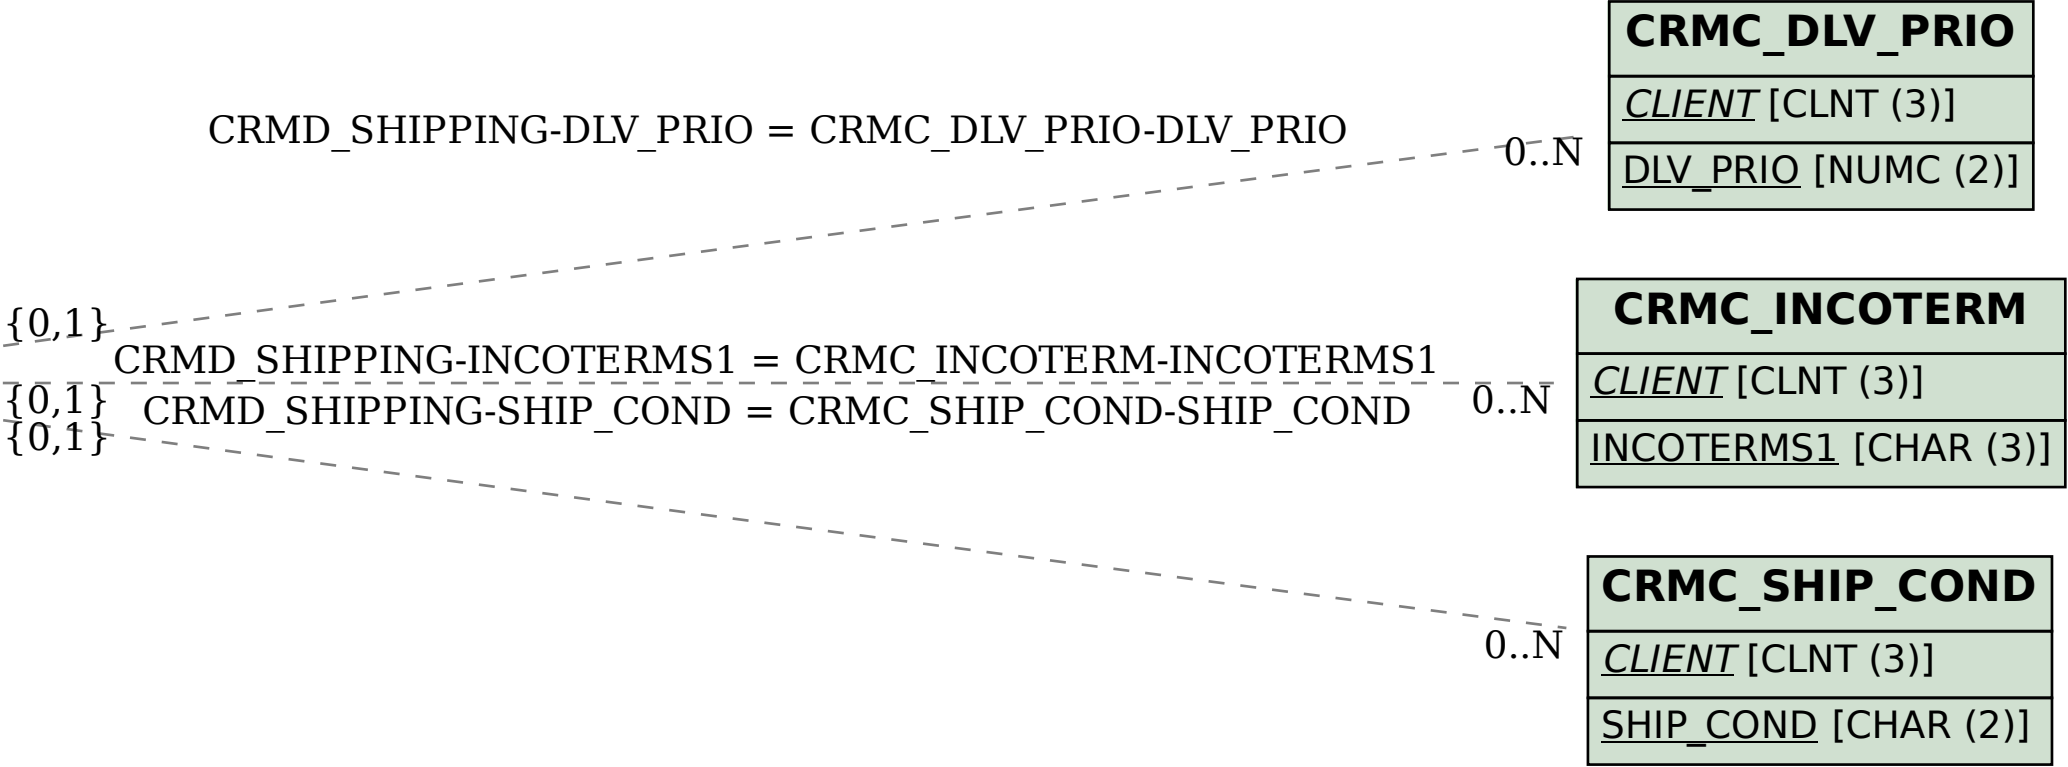 CRMC_DLV_PRIO
CLIENT [CLNT (3)]
DLV_PRIO [NUMC (2)]
CRMD_SHIPPING-DLV_PRIO = CRMC_DLV_PRIO-DLV_PRIO
0..N
{0,1}
CRMC_INCOTERM
CLIENT [CLNT (3)]
INCOTERMS1 [CHAR (3)]
CRMD_SHIPPING-INCOTERMS1 = CRMC_INCOTERM-INCOTERMS1
0..N
{0,1}
CRMD_SHIPPING-SHIP_COND = CRMC_SHIP_COND-SHIP_COND
{0,1}
0..N
CRMC_SHIP_COND
CLIENT [CLNT (3)]
SHIP_COND [CHAR (2)]